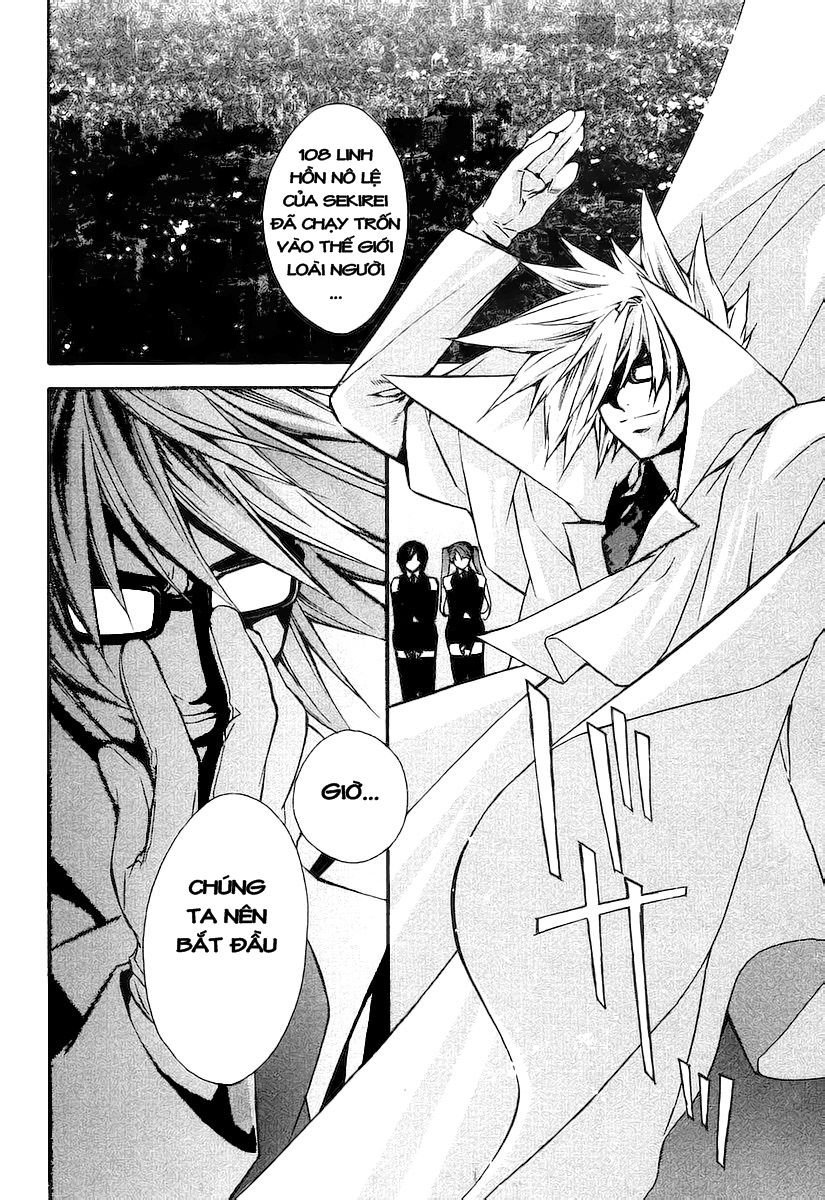 108 LINH
HỒN NÔ LỆ
CỦA SEKIREI
ĐÃ CHẠY TRỐN
VÀO THẾ GIỚI
LOÀI NGƯỜI
...
GIỜ...
CHÚNG
TA NÊN
BẮT ĐẦU